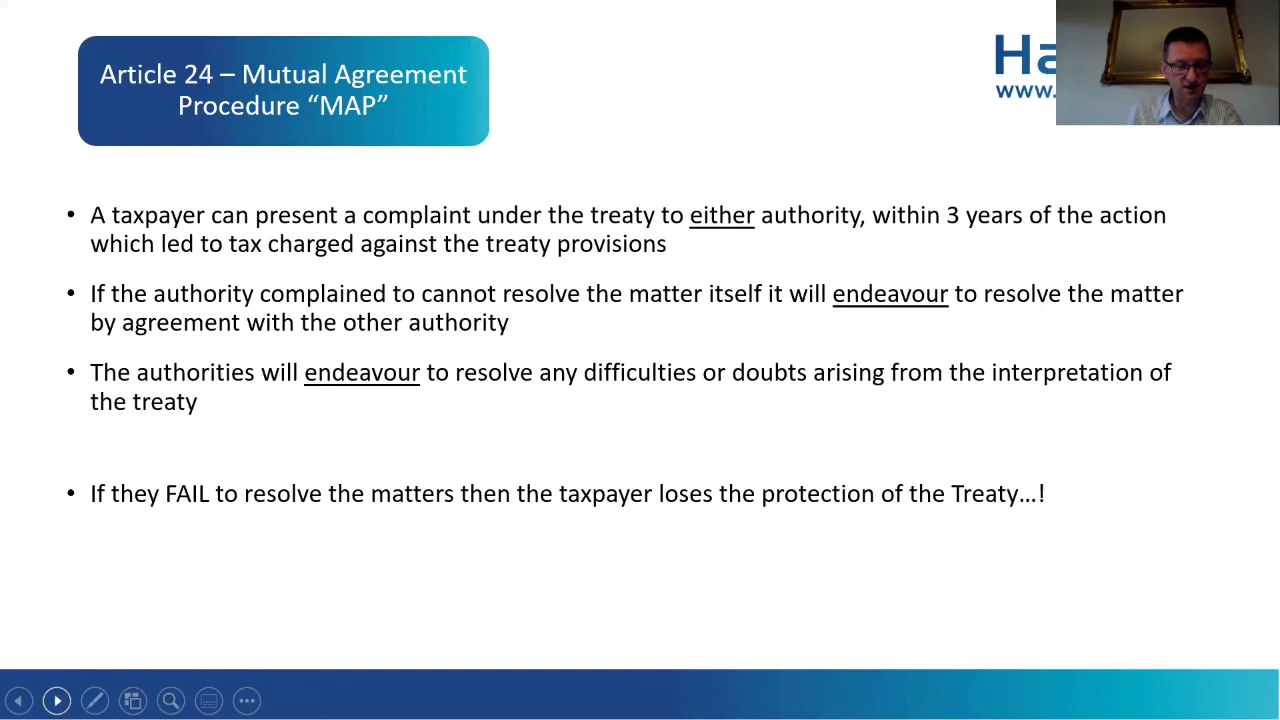 Article 24 – Mutual Agreement
Procedure “MAP”
Ha
www.
• A taxpayer can present a complaint under the treaty to either authority, within 3 years of the action
which led to tax charged against the treaty provisions
• If the authority complained to cannot resolve the matter itself it will endeavour to resolve the matter
by agreement with the other authority
• The authorities will endeavour to resolve any difficulties or doubts arising from the interpretation of
the treaty
• If they FAIL to resolve the matters then the taxpayer loses the protection of the Treaty…!